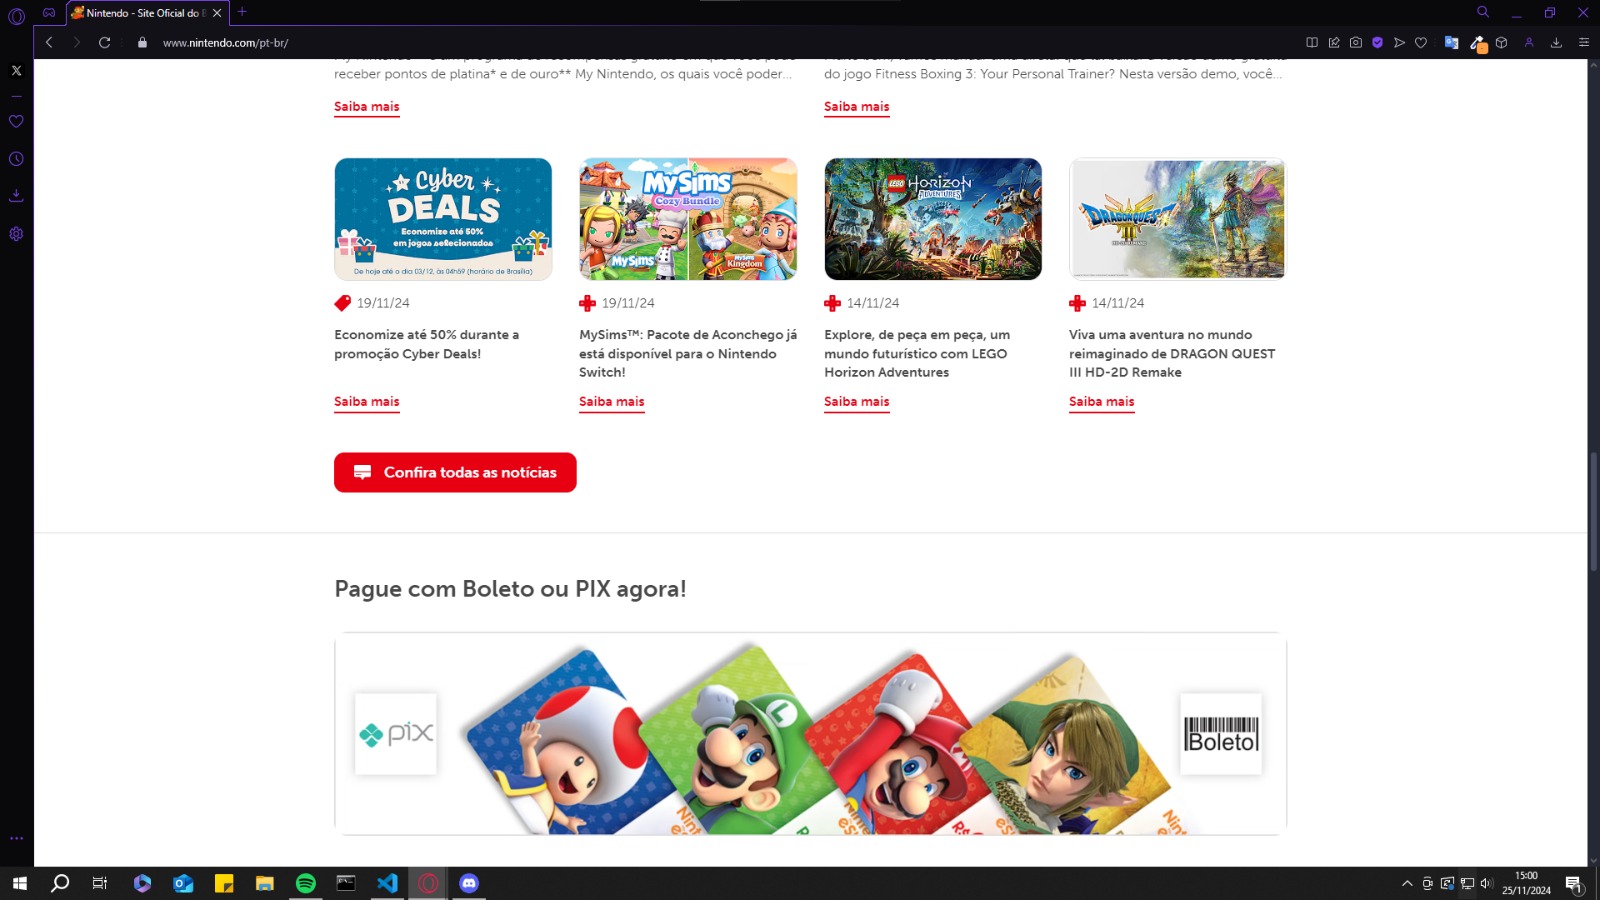 Nintendo - Site Oficial do B
www.nintendo.com/pt-br/
receber pontos de platina* e de ouro** My Nintendo, os quais você poder...
do jogo Fitness Boxing 3: Your Personal Trainer? Nesta versão demo, você...
Saiba mais
Saiba mais
Cyber
DEALS
Economize até 50%
em jogos selecionados
De hoje até o dia 03/12, às 04h59 (horário de Brasília)
MySims
Cozy Bundle
MySims
MySims
Kingdom
LEGO HORIZON
ADVENTURES
DRAGON QUEST
III
HD-2D REMAKE
19/11/24
19/11/24
14/11/24
14/11/24
Economize até 50% durante a
promoção Cyber Deals!
MySims™: Pacote de Aconchego já
está disponível para o Nintendo
Switch!
Explore, de peça em peça, um
mundo futurístico com LEGO
Horizon Adventures
Viva uma aventura no mundo
reimaginado de DRAGON QUEST
III HD-2D Remake
Saiba mais
Saiba mais
Saiba mais
Saiba mais
Confira todas as notícias
Pague com Boleto ou PIX agora!
pix
Boleto
15:00
25/11/2024
1